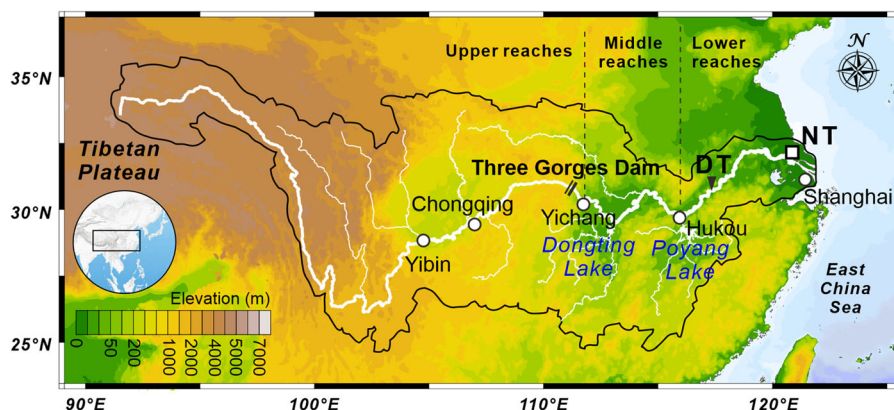 Upper reaches
Middle
reaches
Lower
reaches
N
35°N
30°N
25°N
Tibetan
Plateau
Three Gorges Dam
DT
NT
Chongqing
Yichang
Shanghai
Yibin
Hukou
Dongting
Lake
Poyang
Lake
East
China
Sea
Elevation (m)
0
50
200
1000
2000
4000
5000
7000
90°E
100°E
110°E
120°E